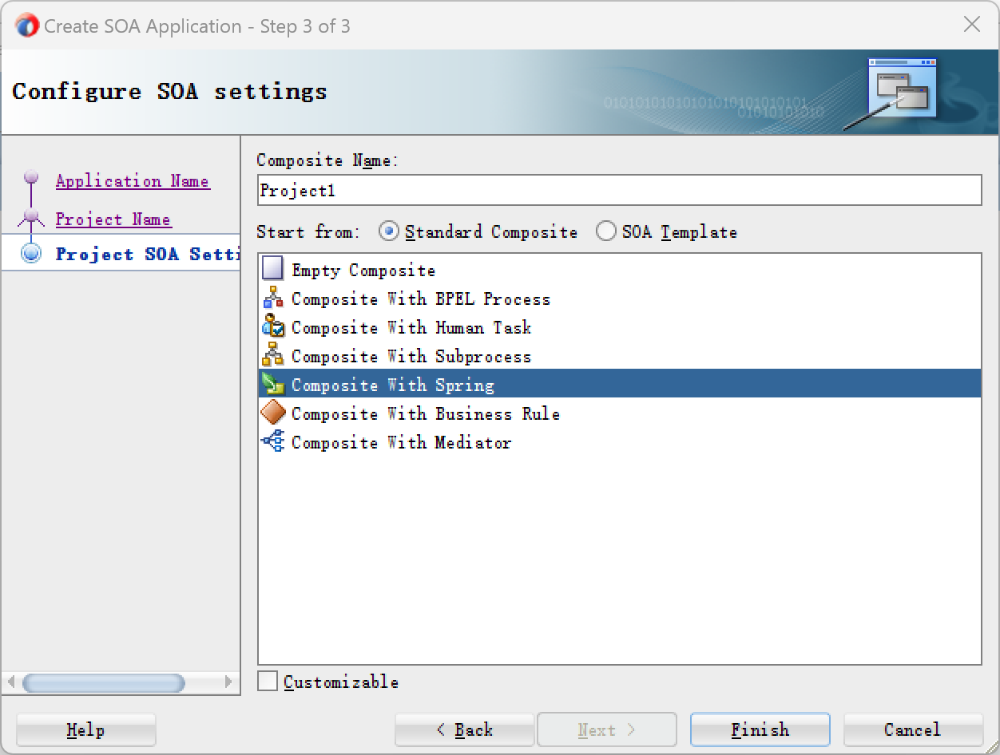 Create SOA Application - Step 3 of 3
Configure SOA settings
0101010101010101010101010101
01010101010
Application Name
Project Name
Project SOA Setti
Composite Name:
Project1
Start from: Standard Composite SOA Template
Empty Composite
Composite With BPEL Process
Composite With Human Task
Composite With Subprocess
Composite With Spring
Composite With Business Rule
Composite With Mediator
Customizable
Help < Back Next > Finish Cancel